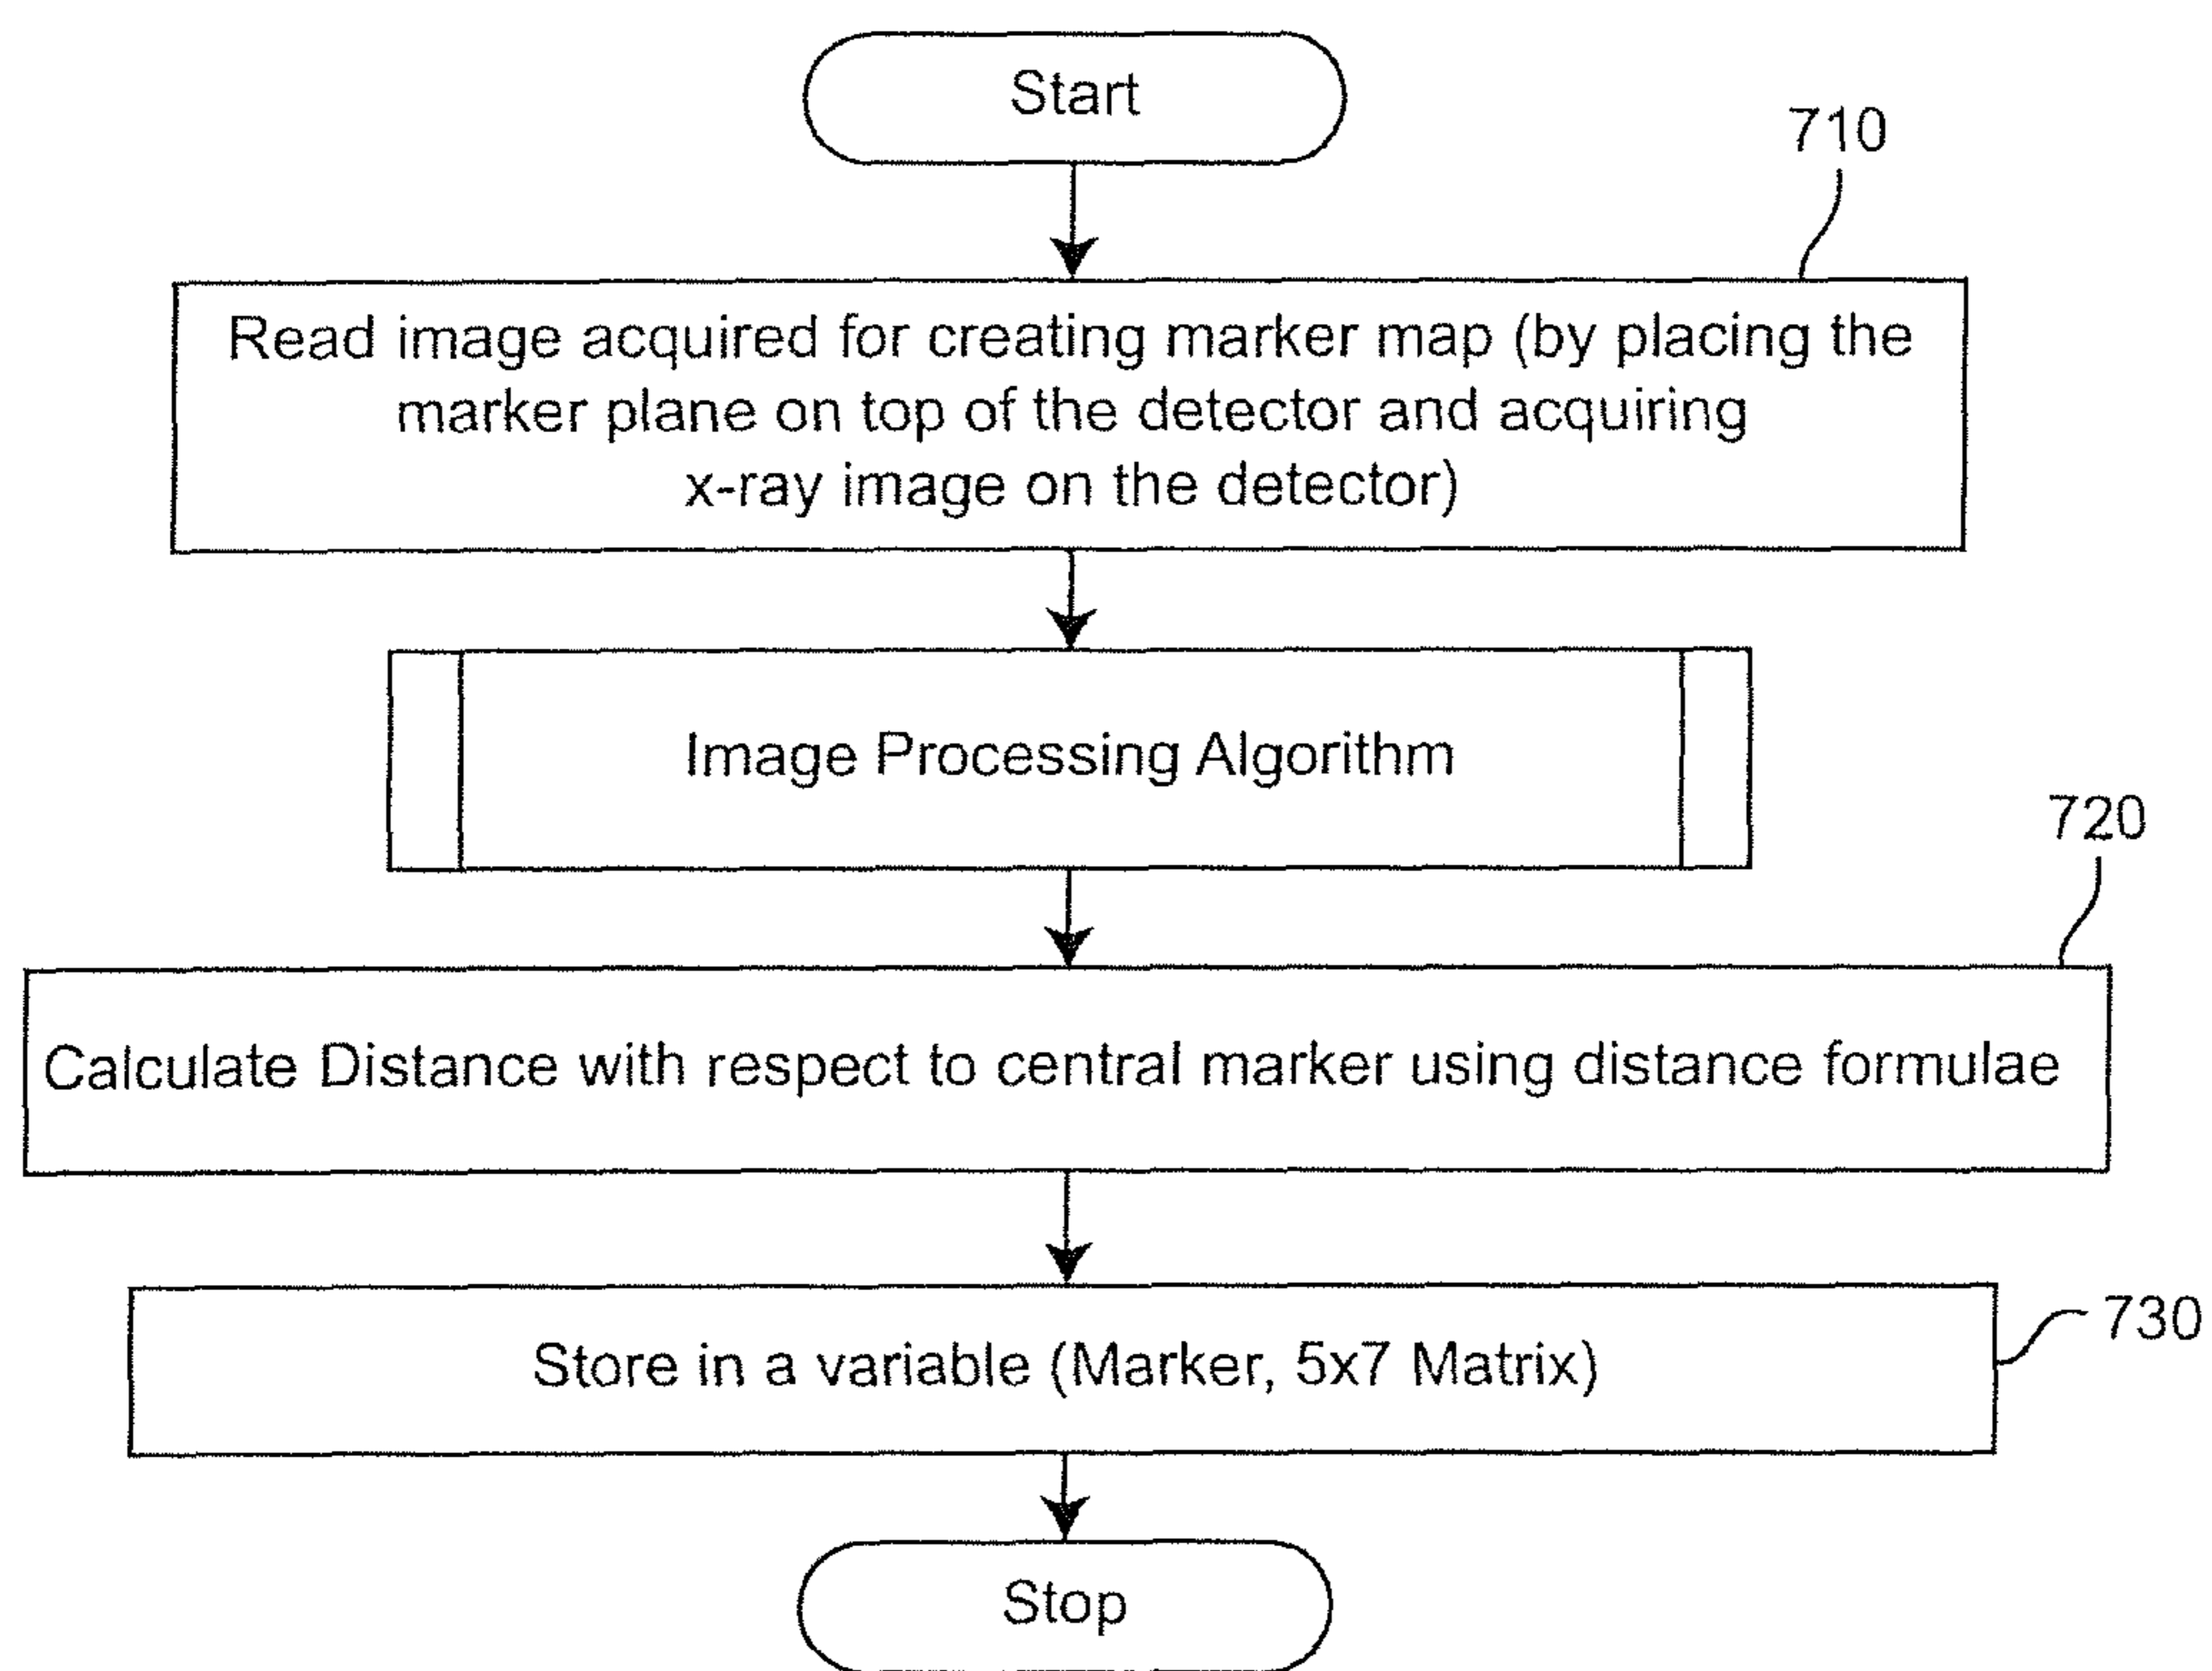 Start
710
Read image acquired for creating marker map (by placing the
marker plane on top of the detector and acquiring
x-ray image on the detector)
Image Processing Algorithm
720
Calculate Distance with respect to central marker using distance formulae
Store in a variable (Marker, 5x7 Matrix)
730
Stop